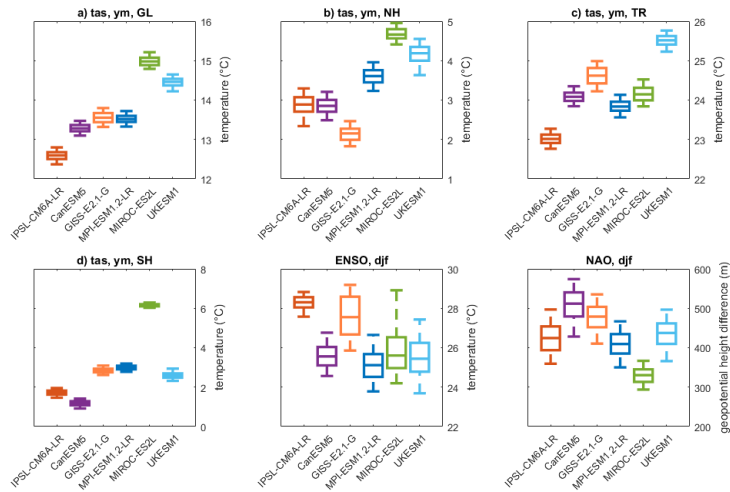 a) tas, ym, GL
16
15
14
13
12
temperature (°C)
IPSL-CM6A-LR
CanESM5
GISS-E2.1-G
MPI-ESM1.2-LR
MIROC-ES2L
UKESM1
b) tas, ym, NH
5
4
3
2
1
temperature (°C)
IPSL-CM6A-LR
CanESM5
GISS-E2.1-G
MPI-ESM1.2-LR
MIROC-ES2L
UKESM1
c) tas, ym, TR
26
25
24
23
22
temperature (°C)
IPSL-CM6A-LR
CanESM5
GISS-E2.1-G
MPI-ESM1.2-LR
MIROC-ES2L
UKESM1
d) tas, ym, SH
8
6
4
2
0
temperature (°C)
IPSL-CM6A-LR
CanESM5
GISS-E2.1-G
MPI-ESM1.2-LR
MIROC-ES2L
UKESM1
ENSO, djf
30
28
26
24
22
temperature (°C)
IPSL-CM6A-LR
CanESM5
GISS-E2.1-G
MPI-ESM1.2-LR
MIROC-ES2L
UKESM1
NAO, djf
600
500
400
300
200
geopotential height difference (m)
IPSL-CM6A-LR
CanESM5
GISS-E2.1-G
MPI-ESM1.2-LR
MIROC-ES2L
UKESM1